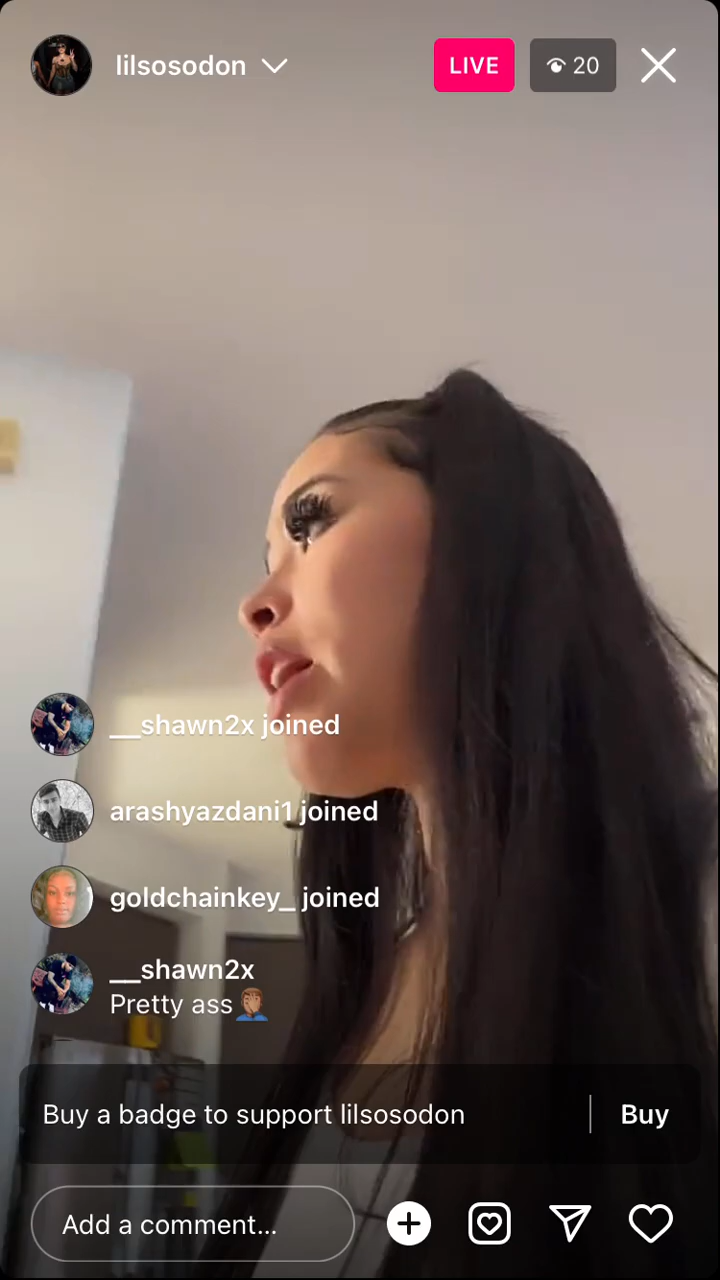 lilsosodon
LIVE
20
__shawn2x joined
arashyazdani1 joined
goldchainkey_ joined
__shawn2x
Pretty ass🤦🏽‍♂️
Buy a badge to support lilsosodon
Buy
Add a comment...